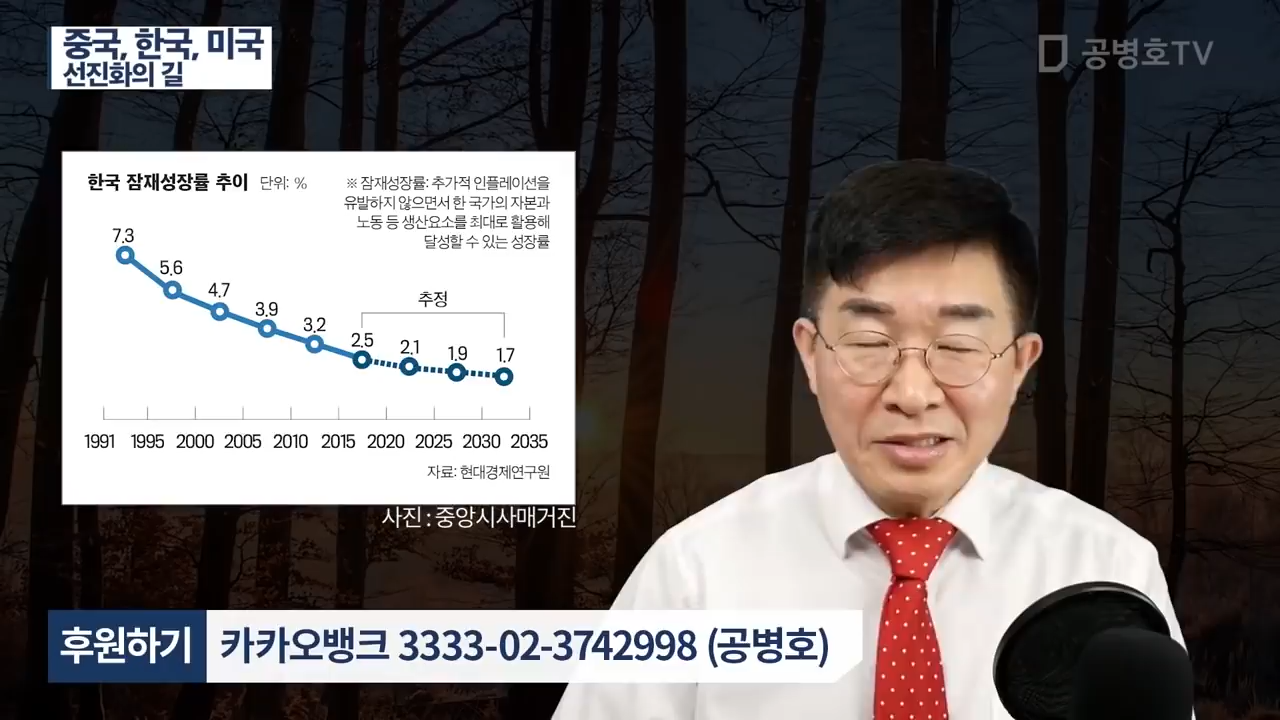 중국, 한국, 미국
선진화의 길
공병호TV
한국 잠재성장률 추이 단위: %
※ 잠재성장률: 추가적 인플레이션을
유발하지 않으면서 한 국가의 자본과
노동 등 생산요소를 최대로 활용해
달성할 수 있는 성장률
7.3
5.6
4.7
3.9
3.2
2.5
2.1
1.9
1.7
추정
1991 1995 2000 2005 2010 2015 2020 2025 2030 2035
자료: 현대경제연구원
사진 : 중앙시사매거진
후원하기 카카오뱅크 3333-02-3742998 (공병호)